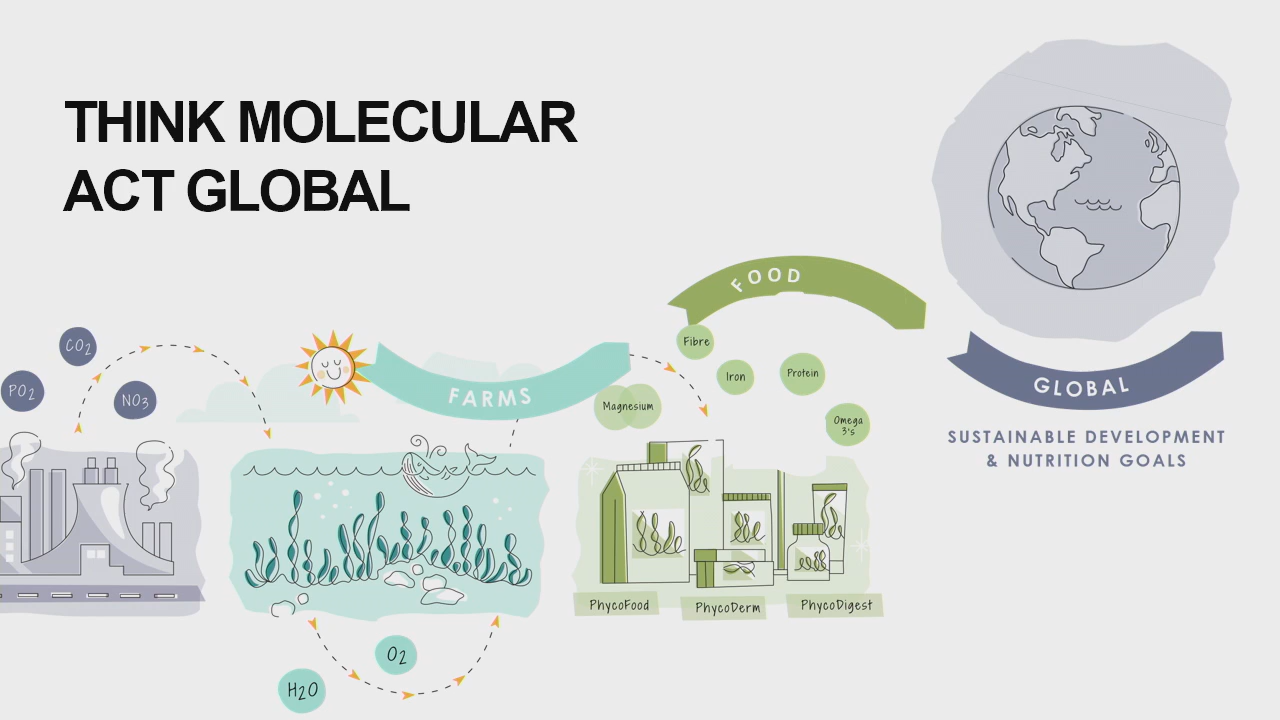 THINK MOLECULAR
ACT GLOBAL
FOOD
CO2
PO2
NO3
FARMS
Fibre
Iron
Protein
Magnesium
Omega
3's
GLOBAL
SUSTAINABLE DEVELOPMENT
& NUTRITION GOALS
PhycoFood
PhycoDerm
PhycoDigest
O2
H2O